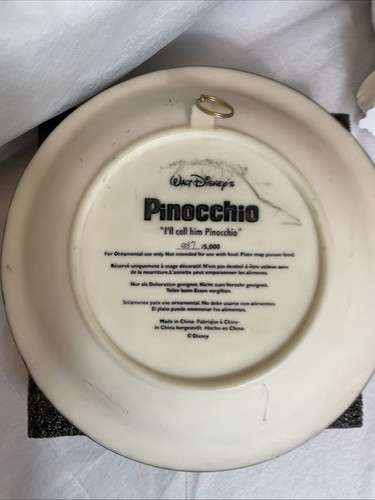 Walt Disney's
Pinocchio
"I'll call him Pinocchio"
/5,000
For Ornamental use only. Not intended for use with food. Plate may poison food.
Réservé uniquement à usage décoratif. N'est pas destiné à être utilisé avec
de la nourriture. L'assiette peut empoisonner les aliments.
Nur als Dekoration geeignet. Nicht zum Verzehr geeignet.
Teller kann Essen vergiften.
Solamente para uso ornamental. No debe usarse con alimentos.
El plato puede envenenar los alimentos.
Made in China · Fabriqué à Chine
In China hergestellt · Hecho en China
© Disney